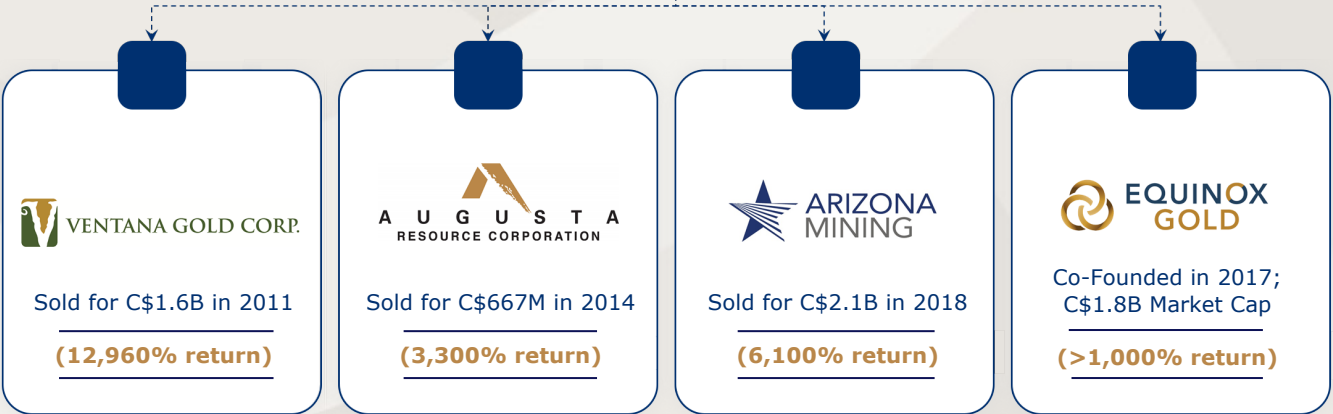 VENTANA GOLD CORP.
Sold for C$1.6B in 2011
(12,960% return)
AUGUSTA
RESOURCE CORPORATION
Sold for C$667M in 2014
(3,300% return)
ARIZONA
MINING
Sold for C$2.1B in 2018
(6,100% return)
EQUINOX
GOLD
Co-Founded in 2017;
C$1.8B Market Cap
(>1,000% return)